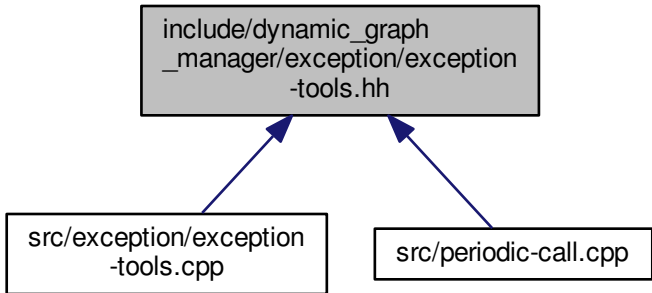 include/dynamic_graph
_manager/exception/exception
-tools.hh
src/exception/exception
-tools.cpp
src/periodic-call.cpp